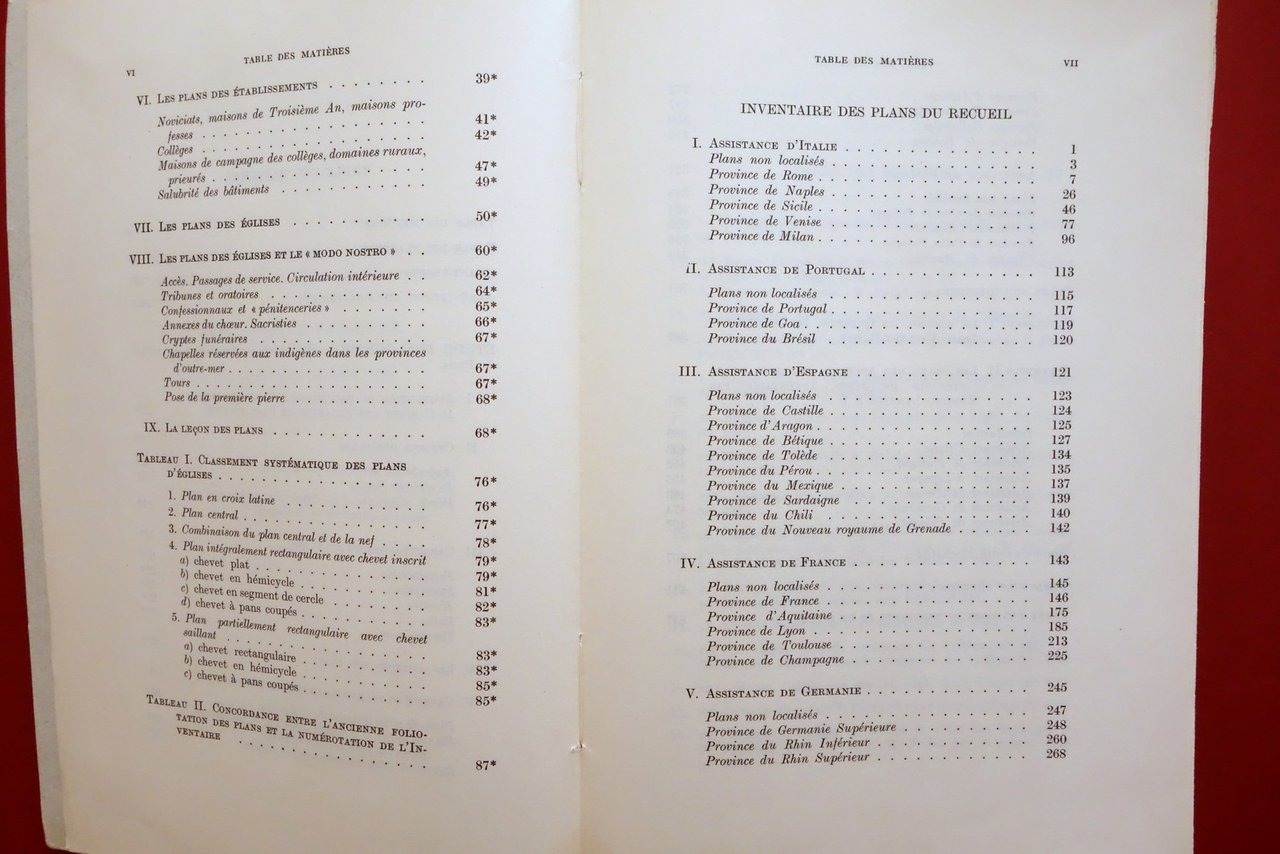 VI
TABLE DES MATIÈRES
VI. LES PLANS DES ÉTABLISSEMENTS . . . . . . . 39*
Noviciats, maisons de Troisième An, maisons pro-
fesses . . . . . . . . . . . . . . 41*
Collèges . . . . . . . . . . . . . . 42*
Maisons de campagne des collèges, domaines ruraux,
prieurés . . . . . . . . . . . . . 47*
Salubrité des bâtiments . . . . . . . . . 49*
VII. LES PLANS DES ÉGLISES . . . . . . . . . . 50*
VIII. LES PLANS DES ÉGLISES ET LE « MODO NOSTRO » . . 60*
Accès. Passages de service. Circulation intérieure . . 62*
Tribunes et oratoires . . . . . . . . . . 64*
Confessionnaux et « pénitenceries » . . . . . . . 65*
Annexes du chœur. Sacristies . . . . . . . . 66*
Cryptes funéraires . . . . . . . . . . . 67*
Chapelles réservées aux indigènes dans les provinces
d'outre-mer . . . . . . . . . . . . . 67*
Tours . . . . . . . . . . . . . . . 67*
Pose de la première pierre . . . . . . . . . 68*
IX. LA LEÇON DES PLANS . . . . . . . . . . . 68*
TABLEAU I. CLASSEMENT SYSTÉMATIQUE DES PLANS
D'ÉGLISES . . . . . . . . . . . . . . 76*
1. Plan en croix latine . . . . . . . . . . 76*
2. Plan central . . . . . . . . . . . . 77*
3. Combinaison du plan central et de la nef . . . . 78*
4. Plan intégralement rectangulaire avec chevet inscrit 79*
a) chevet plat . . . . . . . . . . . . 79*
b) chevet en hémicycle . . . . . . . . . 81*
c) chevet en segment de cercle . . . . . . . 82*
d) chevet à pans coupés . . . . . . . . . 83*
5. Plan partiellement rectangulaire avec chevet
saillant . . . . . . . . . . . . . . 83*
a) chevet rectangulaire . . . . . . . . . 83*
b) chevet en hémicycle . . . . . . . . . 85*
c) chevet à pans coupés . . . . . . . . . 85*
TABLEAU II. CONCORDANCE ENTRE L'ANCIENNE FOLIO-
TATION DES PLANS ET LA NUMÉROTATION DE L'IN-
VENTAIRE . . . . . . . . . . . . . 87*
TABLE DES MATIÈRES
VII
INVENTAIRE DES PLANS DU RECUEIL
I. ASSISTANCE D'ITALIE . . . . . . . . . . . . 1
Plans non localisés . . . . . . . . . . . . 3
Province de Rome . . . . . . . . . . . . 7
Province de Naples . . . . . . . . . . . . 26
Province de Sicile . . . . . . . . . . . . 46
Province de Venise . . . . . . . . . . . . 77
Province de Milan . . . . . . . . . . . . 96
II. ASSISTANCE DE PORTUGAL . . . . . . . . . . . 113
Plans non localisés . . . . . . . . . . . . 115
Province de Portugal . . . . . . . . . . . . 117
Province de Goa . . . . . . . . . . . . . 119
Province du Brésil . . . . . . . . . . . . 120
III. ASSISTANCE D'ESPAGNE . . . . . . . . . . . . 121
Plans non localisés . . . . . . . . . . . . 123
Province de Castille . . . . . . . . . . . . 124
Province d'Aragon . . . . . . . . . . . . 125
Province de Bétique . . . . . . . . . . . . 127
Province de Tolède . . . . . . . . . . . . 134
Province du Pérou . . . . . . . . . . . . 135
Province du Mexique . . . . . . . . . . . . 137
Province de Sardaigne . . . . . . . . . . . 139
Province du Chili . . . . . . . . . . . . 140
Province du Nouveau royaume de Grenade . . . . . 142
IV. ASSISTANCE DE FRANCE . . . . . . . . . . . . 143
Plans non localisés . . . . . . . . . . . . 145
Province de France . . . . . . . . . . . . 146
Province d'Aquitaine . . . . . . . . . . . . 175
Province de Lyon . . . . . . . . . . . . 185
Province de Toulouse . . . . . . . . . . . . 213
Province de Champagne . . . . . . . . . . . 225
V. ASSISTANCE DE GERMANIE . . . . . . . . . . . 245
Plans non localisés . . . . . . . . . . . . 247
Province de Germanie Supérieure . . . . . . . . 248
Province du Rhin Inférieur . . . . . . . . . . 260
Province du Rhin Supérieur . . . . . . . . . . 268